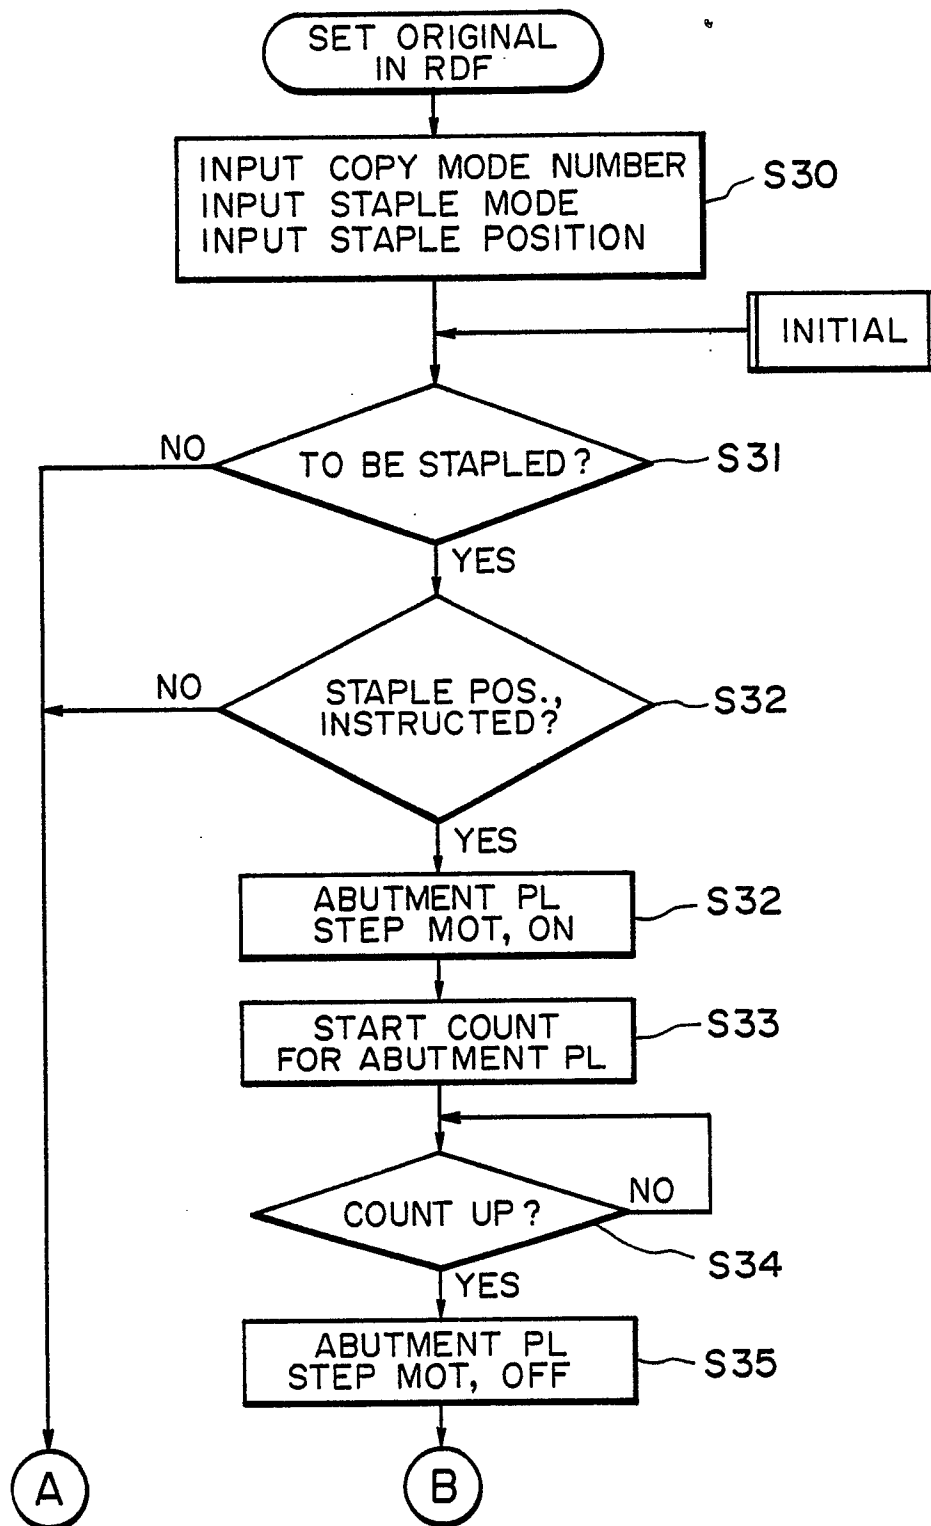 SET ORIGINAL
IN RDF
INPUT COPY MODE NUMBER
INPUT STAPLE MODE
INPUT STAPLE POSITION
S30
INITIAL
NO
TO BE STAPLED?
S31
YES
NO
STAPLE POS.,
INSTRUCTED?
S32
YES
ABUTMENT PL
STEP MOT, ON
S32
START COUNT
FOR ABUTMENT PL
S33
COUNT UP?
NO
S34
YES
ABUTMENT PL
STEP MOT, OFF
S35
A
B